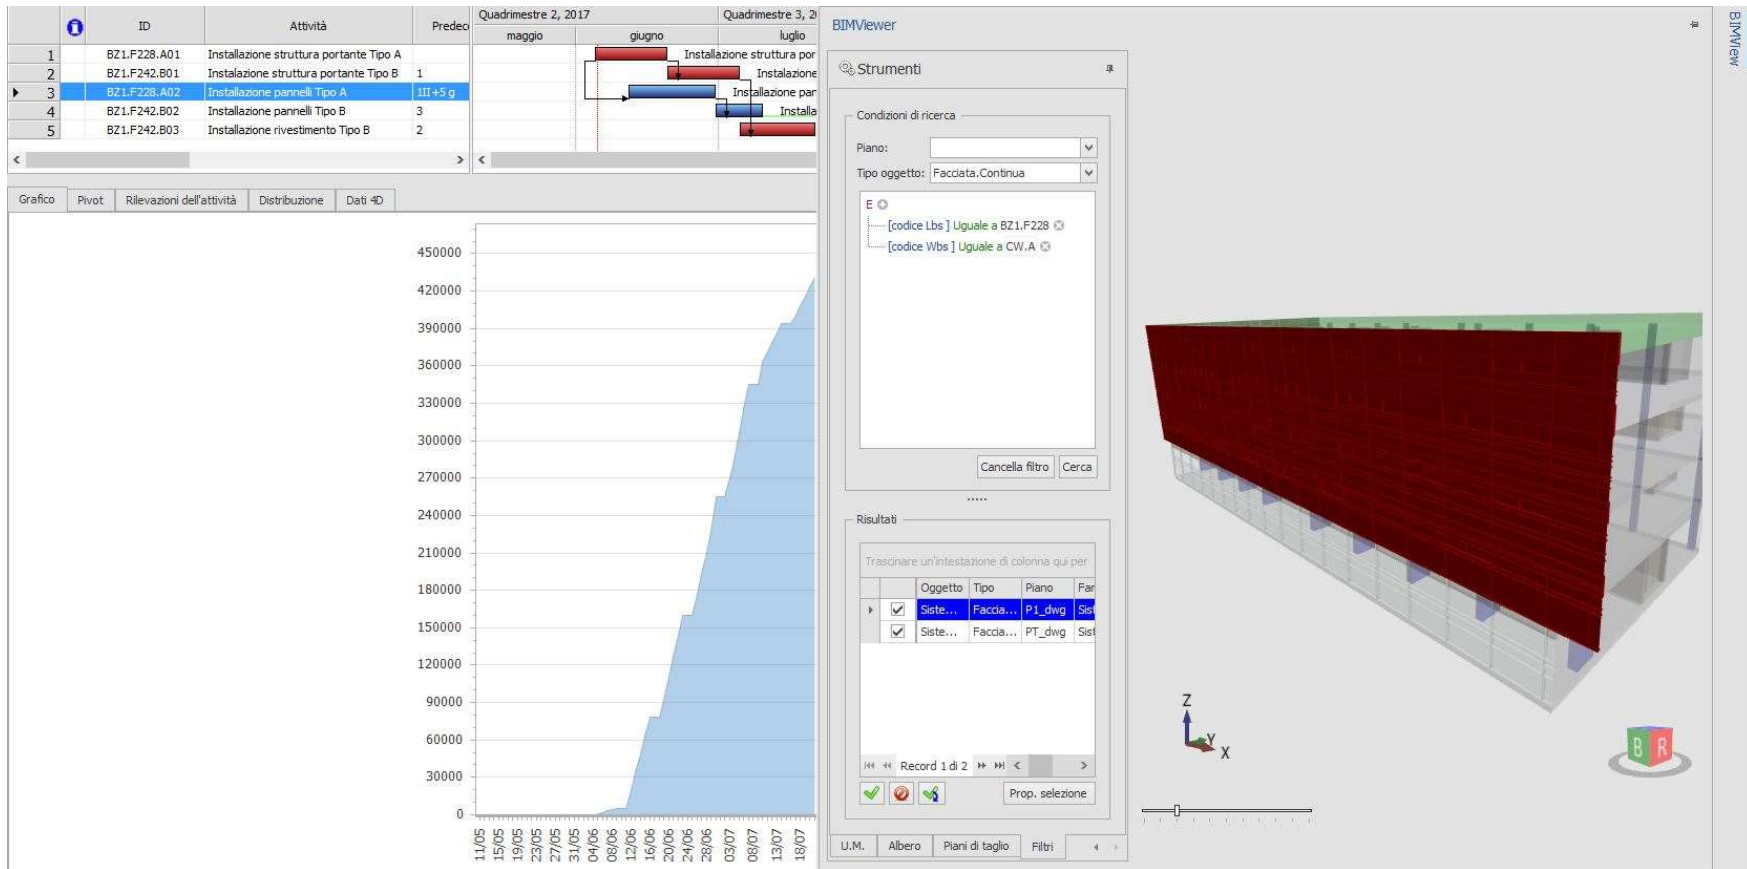 ID Attività Predec
1 BZ1.F228.A01 Installazione struttura portante Tipo A
2 BZ1.F242.B01 Instalazione struttura portante Tipo B 1
3 BZ1.F228.A02 Installazione pannelli Tipo A 1II+5 g
4 BZ1.F242.B02 Installazione pannelli Tipo B 3
5 BZ1.F242.B03 Installazione rivestimento Tipo B 2
Quadrimestre 2, 2017 Quadrimestre 3, 2
maggio giugno luglio
Installazione struttura por
Instalazione
Installazione par
Installa
Grafico Pivot Rilevazioni dell'attività Distribuzione Dati 4D
450000
420000
390000
360000
330000
300000
270000
240000
210000
180000
150000
120000
90000
60000
30000
0
11/05 15/05 19/05 23/05 27/05 31/05 04/06 08/06 12/06 16/06 20/06 24/06 28/06 03/07 08/07 13/07 18/07
BIMViewer
Strumenti
Condizioni di ricerca
Piano:
Tipo oggetto: Facciata.Continua
E
[codice Lbs ] Uguale a BZ1.F228
[codice Wbs ] Uguale a CW.A
Cancella filtro Cerca
Risultati
Trascinare un'intestazione di colonna qui per
Oggetto Tipo Piano Far
Siste... Faccia... P1_dwg Sist
Siste... Faccia... PT_dwg Sist
Record 1 di 2
Prop. selezione
U.M. Albero Piani di taglio Filtri
Z
Y
X
B R
BIMView